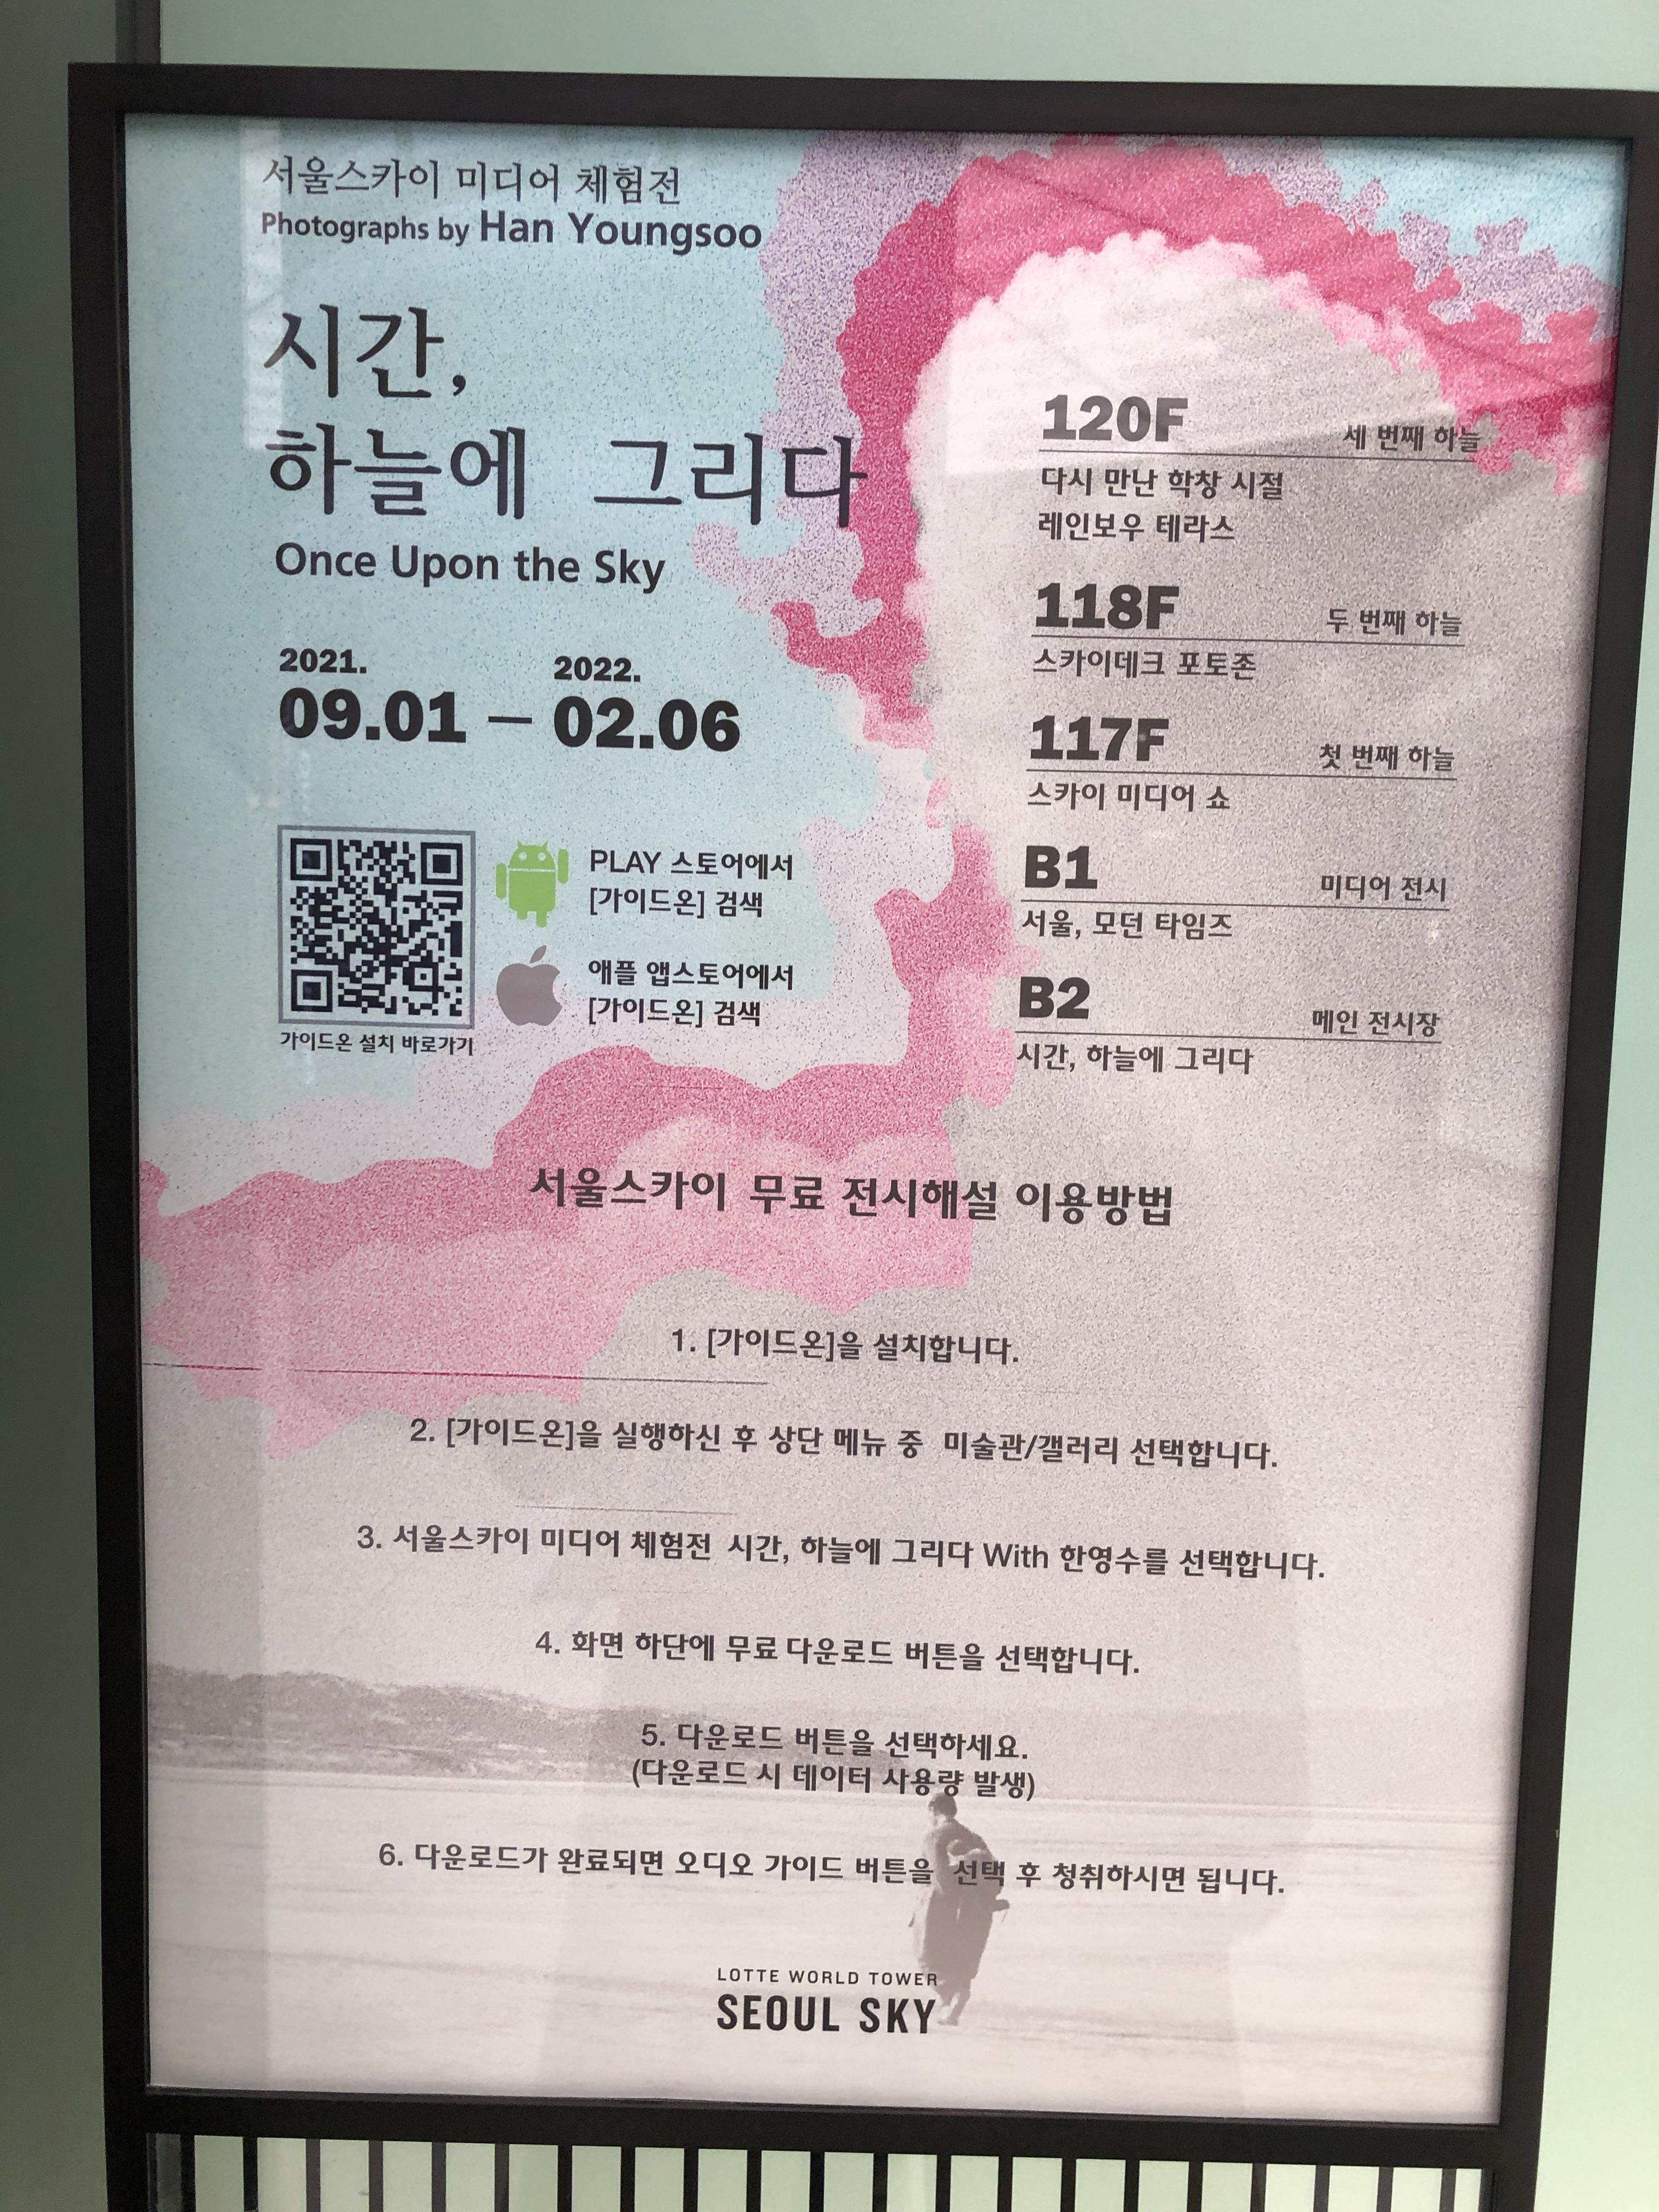 서울스카이 미디어 체험전
Photographs by Han Youngsoo
시간,
하늘에 그리다
Once Upon the Sky
2021. 2022.
09.01 – 02.06
PLAY 스토어에서
[가이드온] 검색
애플 앱스토어에서
[가이드온] 검색
가이드온 설치 바로가기
120F 세 번째 하늘
다시 만난 학창 시절
레인보우 테라스
118F 두 번째 하늘
스카이데크 포토존
117F 첫 번째 하늘
스카이 미디어 쇼
B1 미디어 전시
서울, 모던 타임즈
B2 메인 전시장
시간, 하늘에 그리다
서울스카이 무료 전시해설 이용방법
1. [가이드온]을 설치합니다.
2. [가이드온]을 실행하신 후 상단 메뉴 중 미술관/갤러리 선택합니다.
3. 서울스카이 미디어 체험전 시간, 하늘에 그리다 With 한영수를 선택합니다.
4. 화면 하단에 무료 다운로드 버튼을 선택합니다.
5. 다운로드 버튼을 선택하세요.
(다운로드 시 데이터 사용량 발생)
6. 다운로드가 완료되면 오디오 가이드 버튼을 선택 후 청취하시면 됩니다.
LOTTE WORLD TOWER
SEOUL SKY